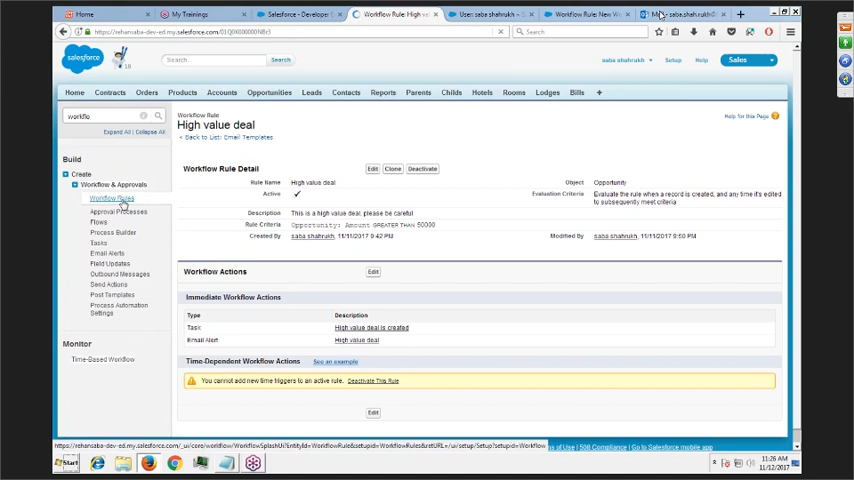 Home
My Trainings
Salesforce - Developer E
Workflow Rule: High va
User: saba shahrukh ~ S
Workflow Rule: New Wo
saba.shah.rukh@
https://rehansaba-dev-ed.my.salesforce.com
Search
salesforce
18
Search...
Search
saba shahrukh
Setup
Help
Sales
Home
Contracts
Orders
Products
Accounts
Opportunities
Leads
Contacts
Reports
Parents
Childs
Hotels
Rooms
Lodges
Bills
+
workflo
Expand All | Collapse All
Build
Create
Workflow & Approvals
Workflow Rules
Approval Processes
Flows
Process Builder
Tasks
Email Alerts
Field Updates
Outbound Messages
Send Actions
Post Templates
Process Automation
Settings
Monitor
Time-Based Workflow
Workflow Rule
High value deal
« Back to List: Email Templates
Help for this Page
Workflow Rule Detail
Edit
Clone
Deactivate
Rule Name High value deal Object Opportunity
Active ✓ Evaluation Criteria Evaluate the rule when a record is created, and any time it's edited
to subsequently meet criteria
Description This is a high value deal, please be careful
Rule Criteria Opportunity: Amount GREATER THAN 50000
Created By saba shahrukh, 11/11/2017 9:42 PM Modified By saba shahrukh, 11/11/2017 9:50 PM
Workflow Actions
Edit
Immediate Workflow Actions
Type Description
Task High value deal is created
Email Alert High value deal
Time-Dependent Workflow Actions See an example
You cannot add new time triggers to an active rule. Deactivate This Rule
Edit
of Use | 508 Compliance | Go to Salesforce mobile app
Start
11:26 AM
11/12/2017